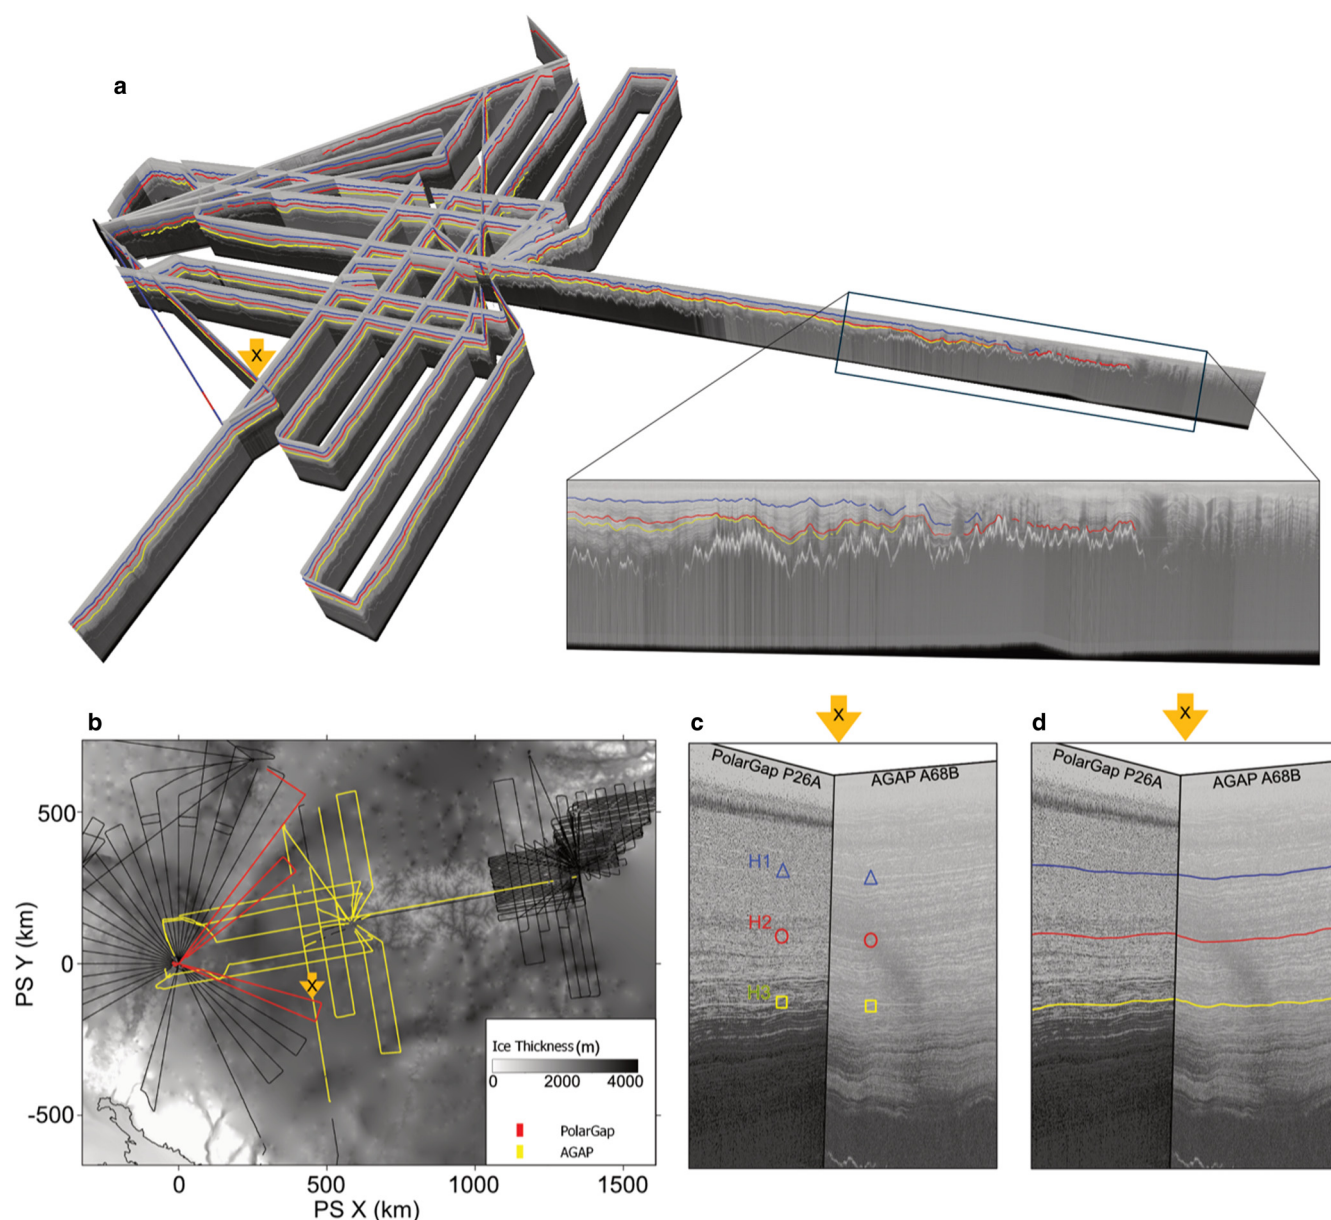 a
X
b
c
d
X
X
500
0
-500
PS Y (km)
X
Ice Thickness (m)
0 2000 4000
PolarGap
AGAP
0 500 1000 1500
PS X (km)
PolarGap P26A
AGAP A68B
H1
H2
H3
PolarGap P26A
AGAP A68B